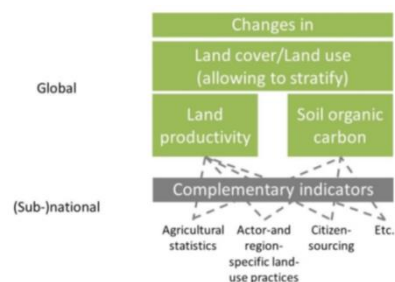 Changes in
Land cover/Land use
(allowing to stratify)
Global
Land
productivity
Soil organic
carbon
Complementary indicators
(Sub-)national
Agricultural
statistics
Actor-and
region-
specific land-
use practices
Citizen-
sourcing
Etc.